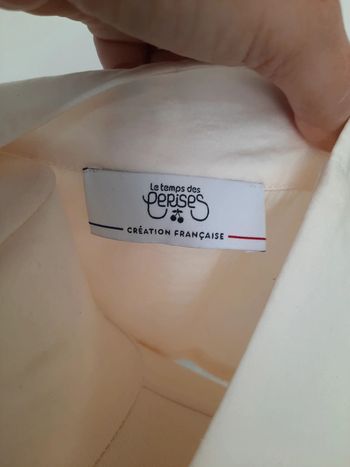 Le temps des
CERISES
CRÉATION FRANÇAISE